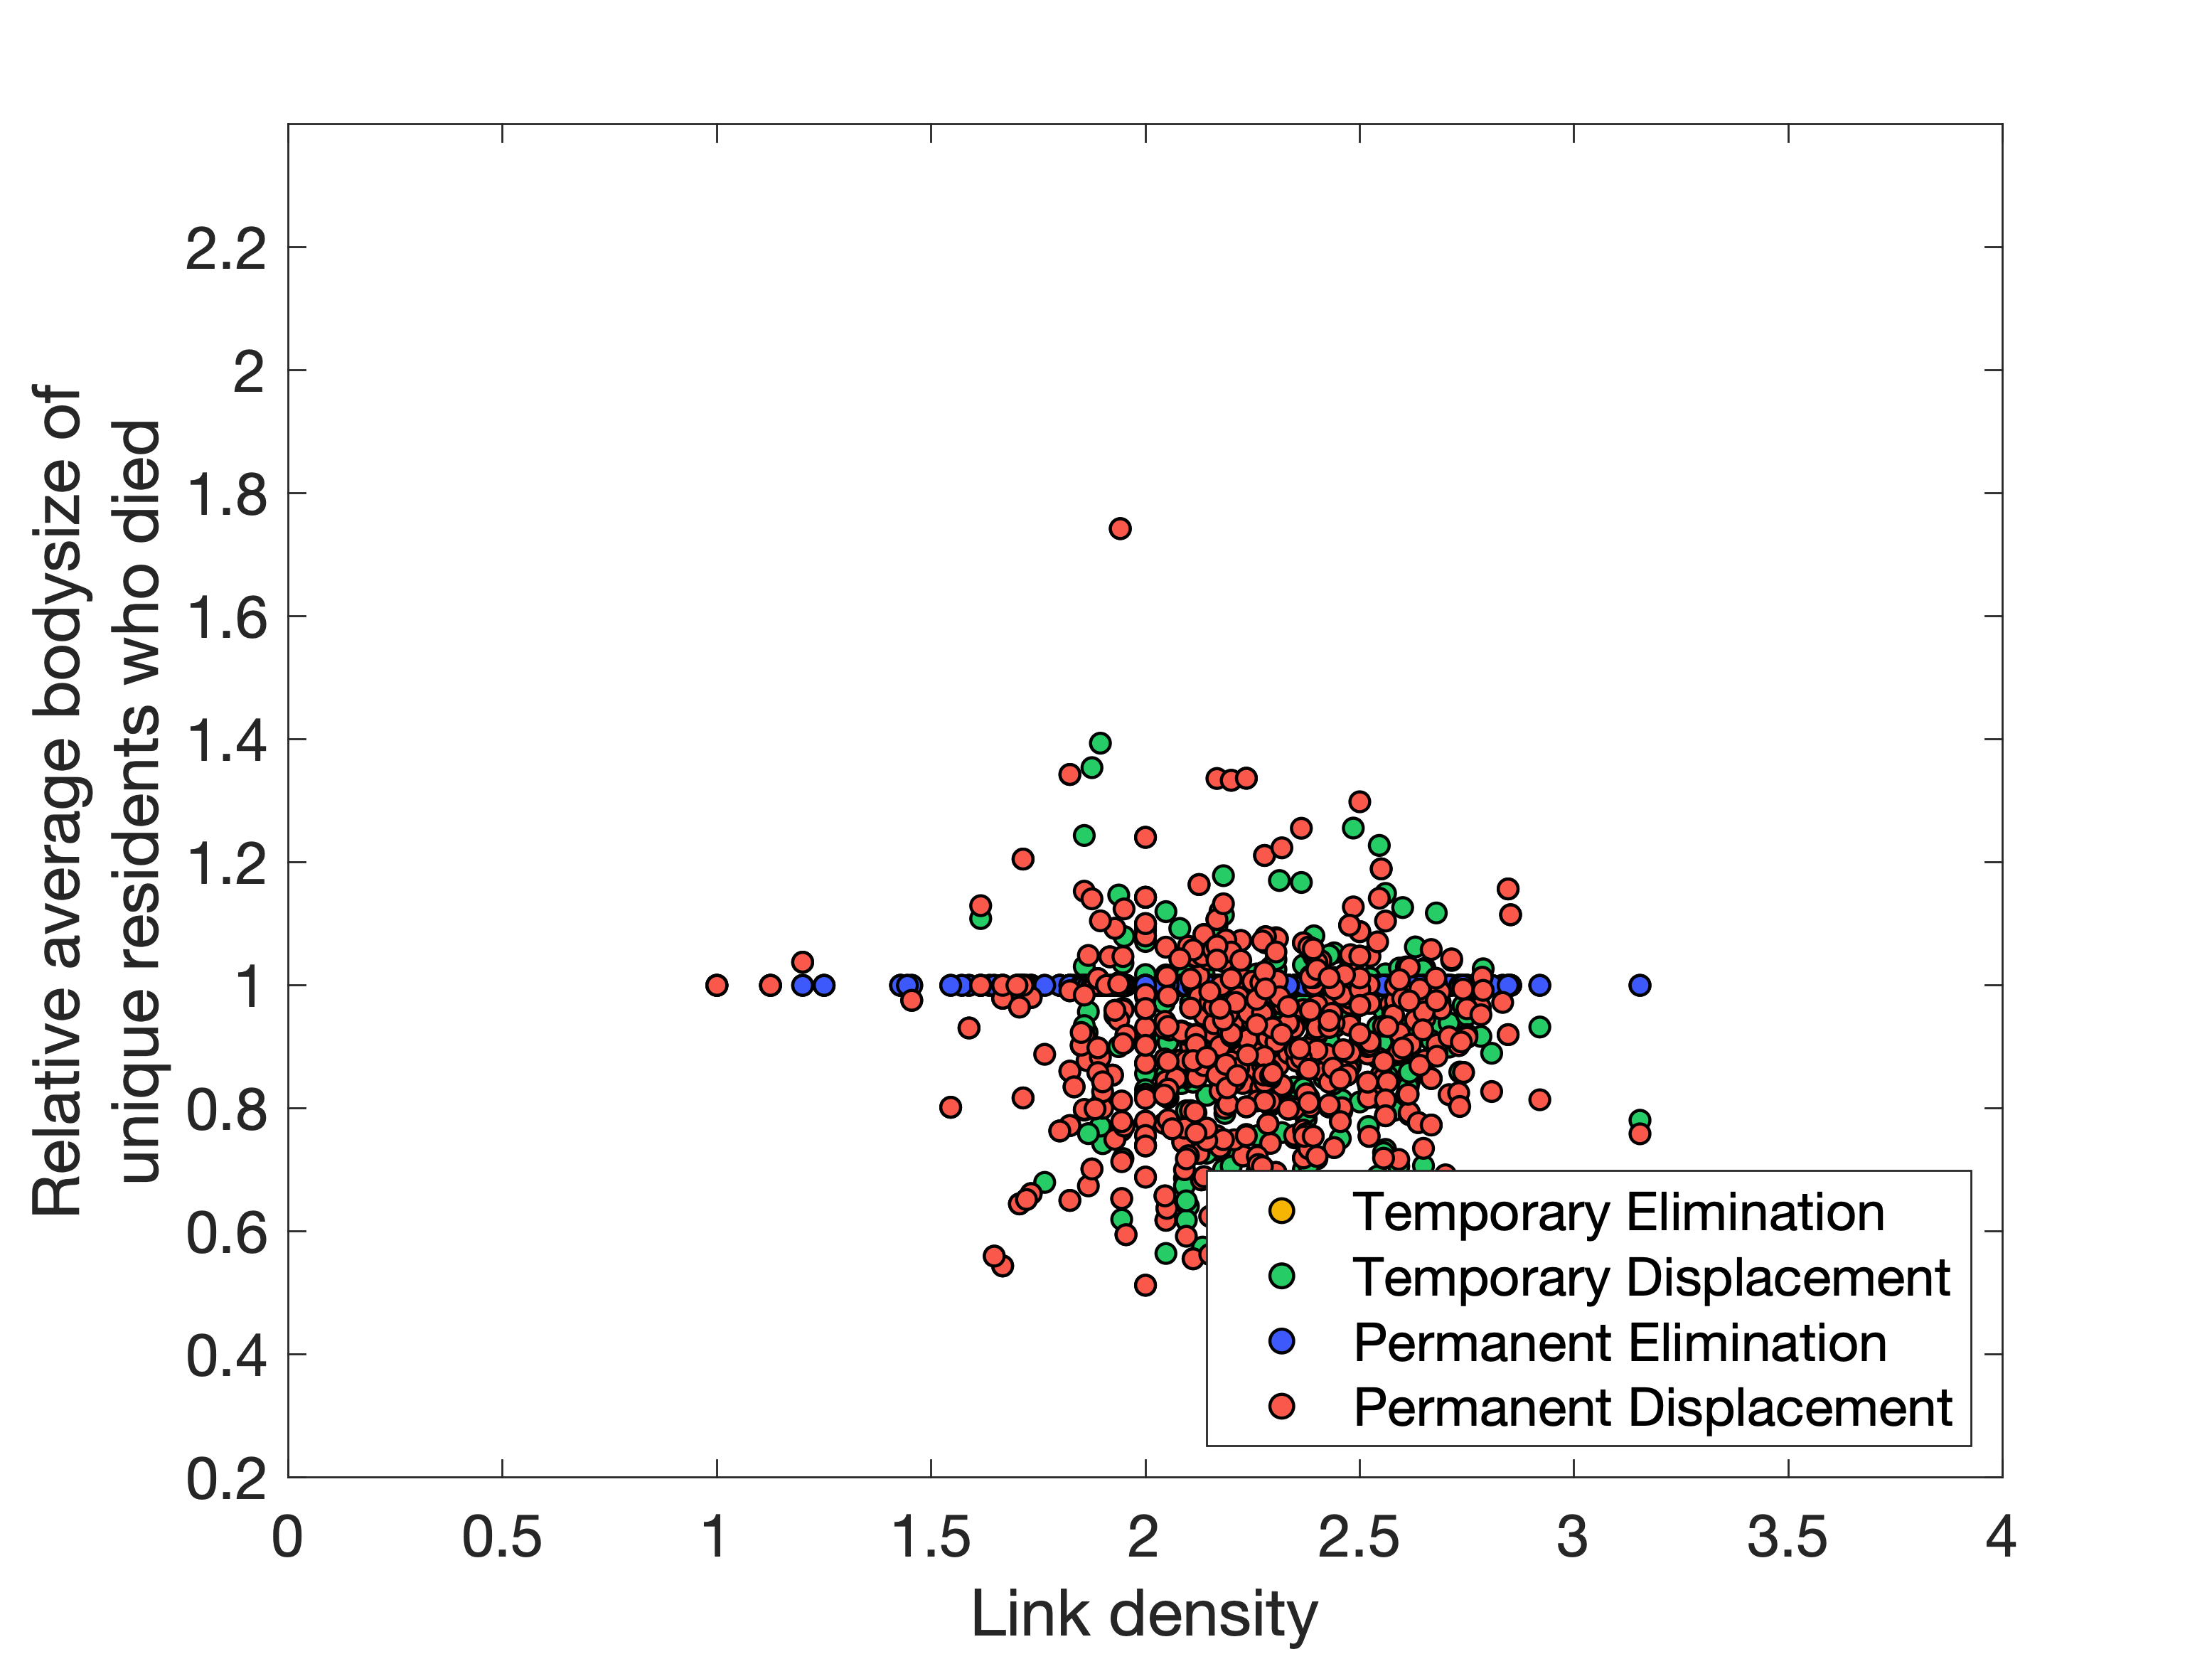 Relative average bodysize of
unique residents who died
2.2
2
1.8
1.6
1.4
1.2
1
0.8
0.6
0.4
0.2
0 0.5 1 1.5 2 2.5 3 3.5 4
Link density
Temporary Elimination
Temporary Displacement
Permanent Elimination
Permanent Displacement